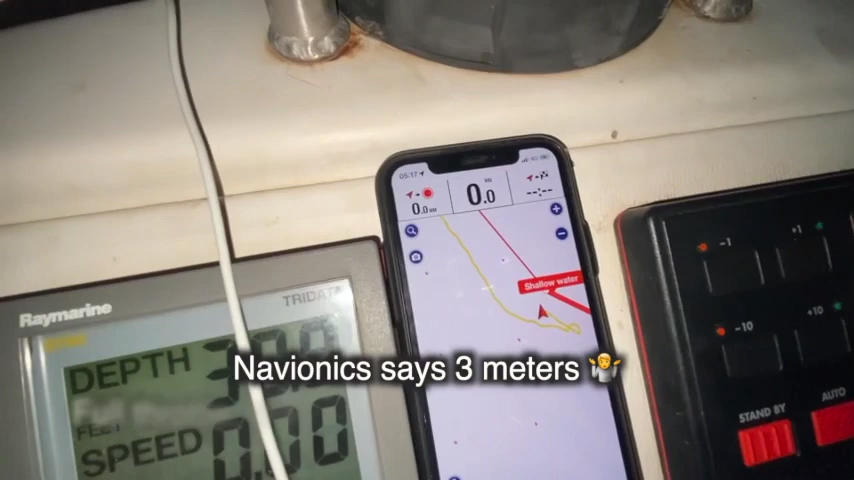 05:17
0.0 NM
0.0
--:--
Shallow water
Raymarine
TRIDATA
DEPTH
FEET
SPEED 0.00
-1
+1
-10
+10
STAND BY
AUTO
Navionics says 3 meters 🤷